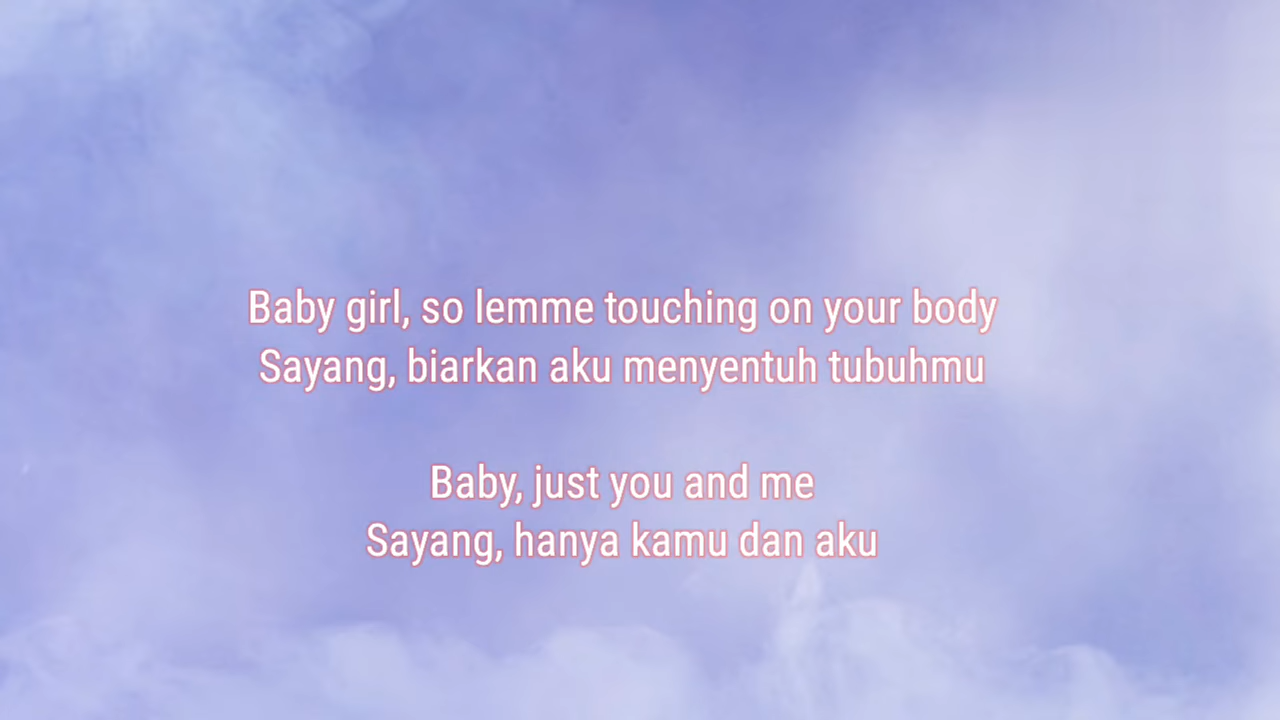 Baby girl, so lemme touching on your body
Sayang, biarkan aku menyentuh tubuhmu
Baby, just you and me
Sayang, hanya kamu dan aku